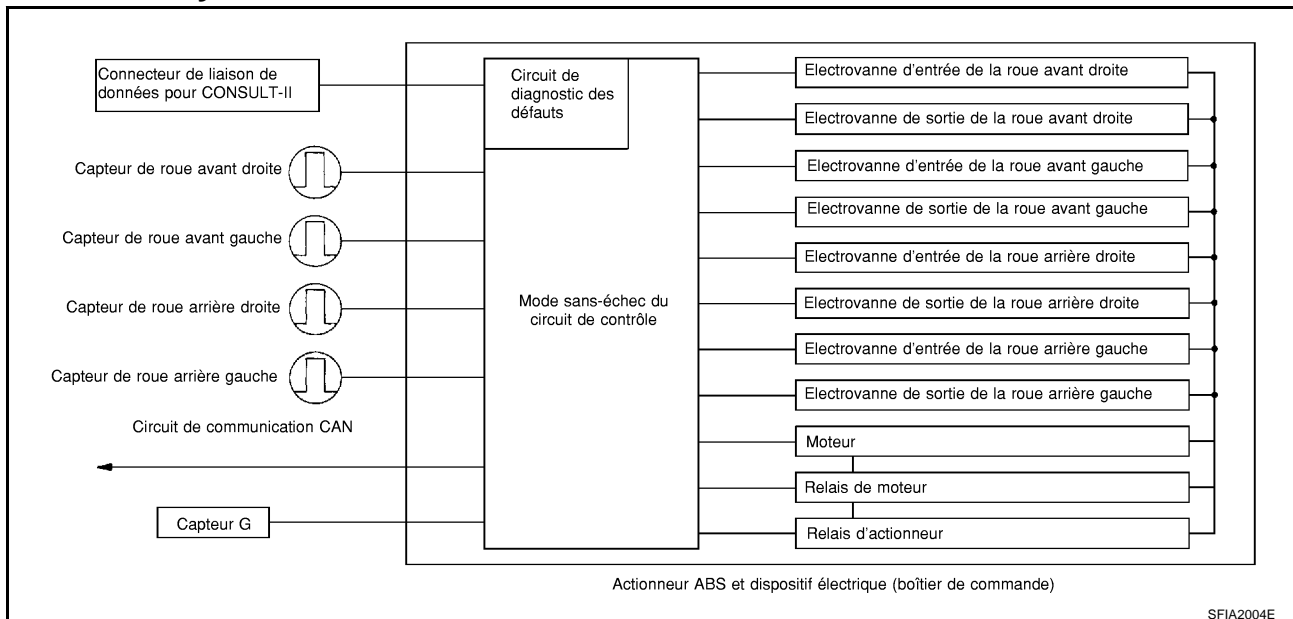 Connecteur de liaison de
données pour CONSULT-II
Capteur de roue avant droite
Capteur de roue avant gauche
Capteur de roue arrière droite
Capteur de roue arrière gauche
Circuit de communication CAN
Capteur G
Circuit de
diagnostic des
défauts
Mode sans-échec du
circuit de contrôle
Electrovanne d'entrée de la roue avant droite
Electrovanne de sortie de la roue avant droite
Electrovanne d'entrée de la roue avant gauche
Electrovanne de sortie de la roue avant gauche
Electrovanne d'entrée de la roue arrière droite
Electrovanne de sortie de la roue arrière droite
Electrovanne d'entrée de la roue arrière gauche
Electrovanne de sortie de la roue arrière gauche
Moteur
Relais de moteur
Relais d'actionneur
Actionneur ABS et dispositif électrique (boîtier de commande)
SFIA2004E